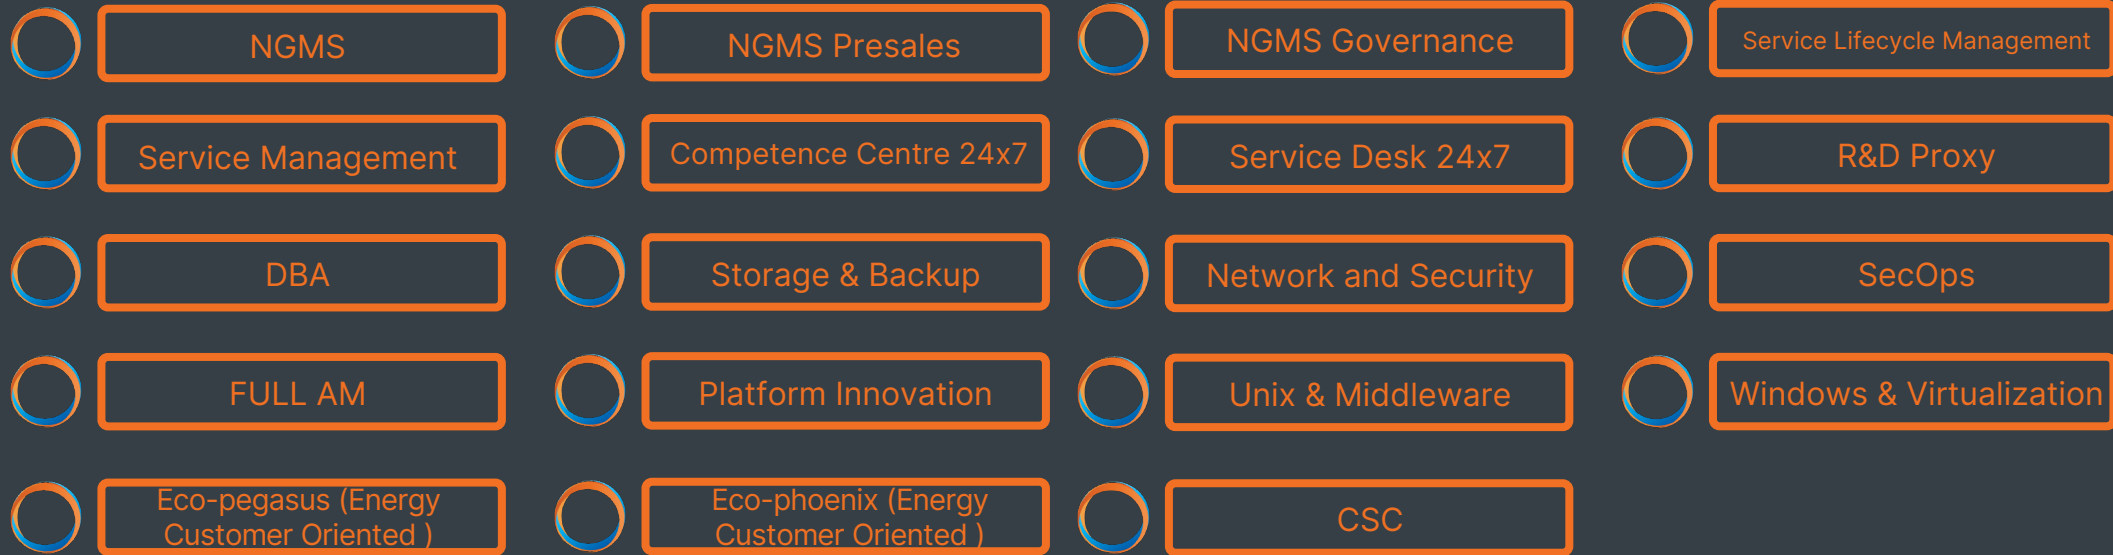 NGMS
NGMS Presales
NGMS Governance
Service Lifecycle Management
Service Management
Competence Centre 24x7
Service Desk 24x7
R&D Proxy
DBA
Storage & Backup
Network and Security
SecOps
FULL AM
Platform Innovation
Unix & Middleware
Windows & Virtualization
Eco-pegasus (Energy
Customer Oriented )
Eco-phoenix (Energy
Customer Oriented )
CSC